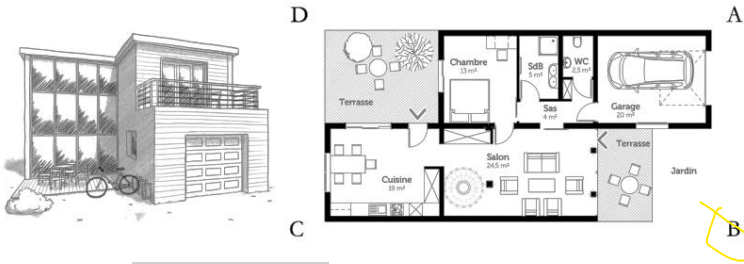 D
A
Chambre
13 m²
SdB
5 m²
WC
2,5 m²
Terrasse
Sas
4 m²
Garage
20 m²
Terrasse
Salon
24,5 m²
Jardin
Cuisine
19 m²
C
B